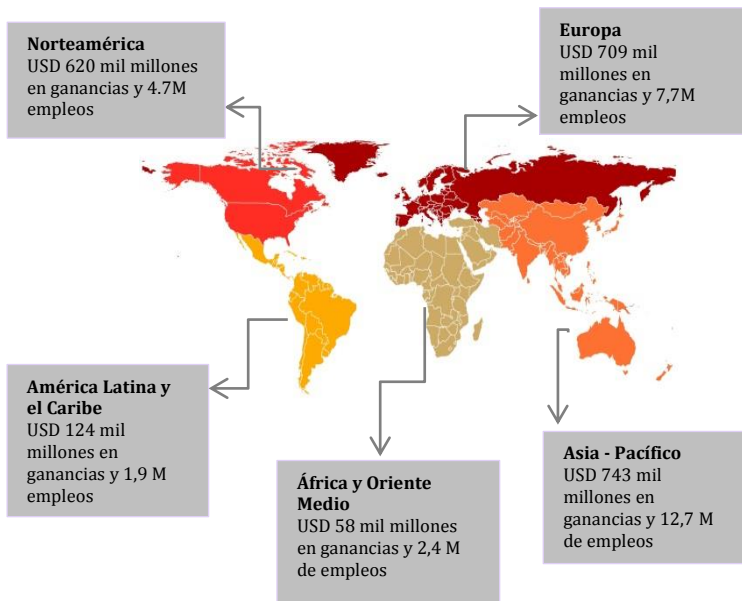 Norteamérica
USD 620 mil millones
en ganancias y 4.7M
empleos
Europa
USD 709 mil
millones en
ganancias y 7,7M
empleos
América Latina y
el Caribe
USD 124 mil
millones en
ganancias y 1,9 M
empleos
África y Oriente
Medio
USD 58 mil millones
en ganancias y 2,4 M
de empleos
Asia - Pacífico
USD 743 mil
millones en
ganancias y 12,7 M
de empleos